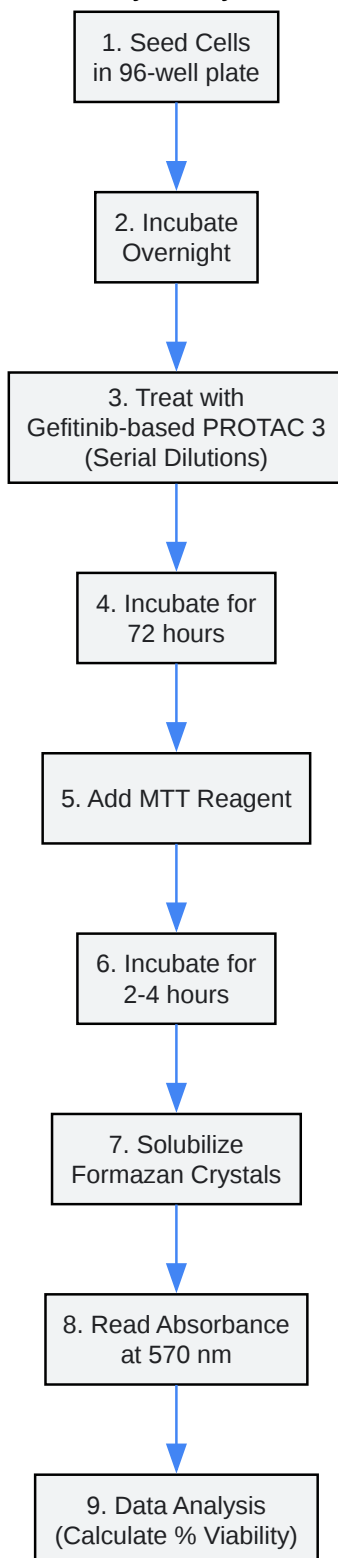 1. Seed Cells
in 96-well plate
2. Incubate
Overnight
3. Treat with
Gefitinib-based PROTAC 3
(Serial Dilutions)
4. Incubate for
72 hours
5. Add MTT Reagent
6. Incubate for
2-4 hours
7. Solubilize
Formazan Crystals
8. Read Absorbance
at 570 nm
9. Data Analysis
(Calculate % Viability)